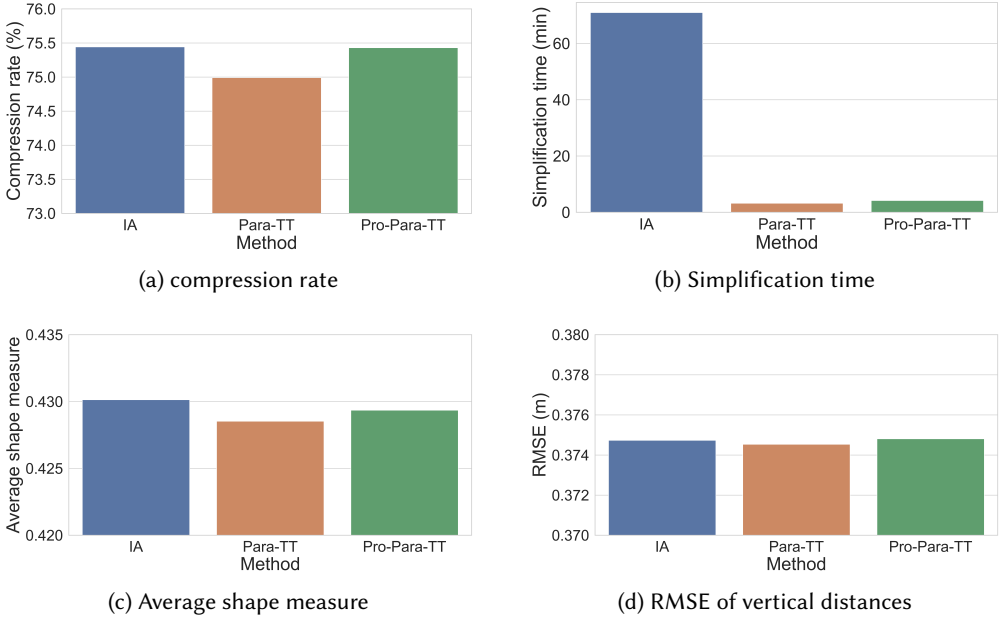 Compression rate (%)
76.0
75.5
75.0
74.5
74.0
73.5
73.0
IA Para-TT Pro-Para-TT
Method
(a) compression rate
Simplification time (min)
60
40
20
0
IA Para-TT Pro-Para-TT
Method
(b) Simplification time
Average shape measure
0.435
0.430
0.425
0.420
IA Para-TT Pro-Para-TT
Method
(c) Average shape measure
RMSE (m)
0.380
0.378
0.376
0.374
0.372
0.370
IA Para-TT Pro-Para-TT
Method
(d) RMSE of vertical distances